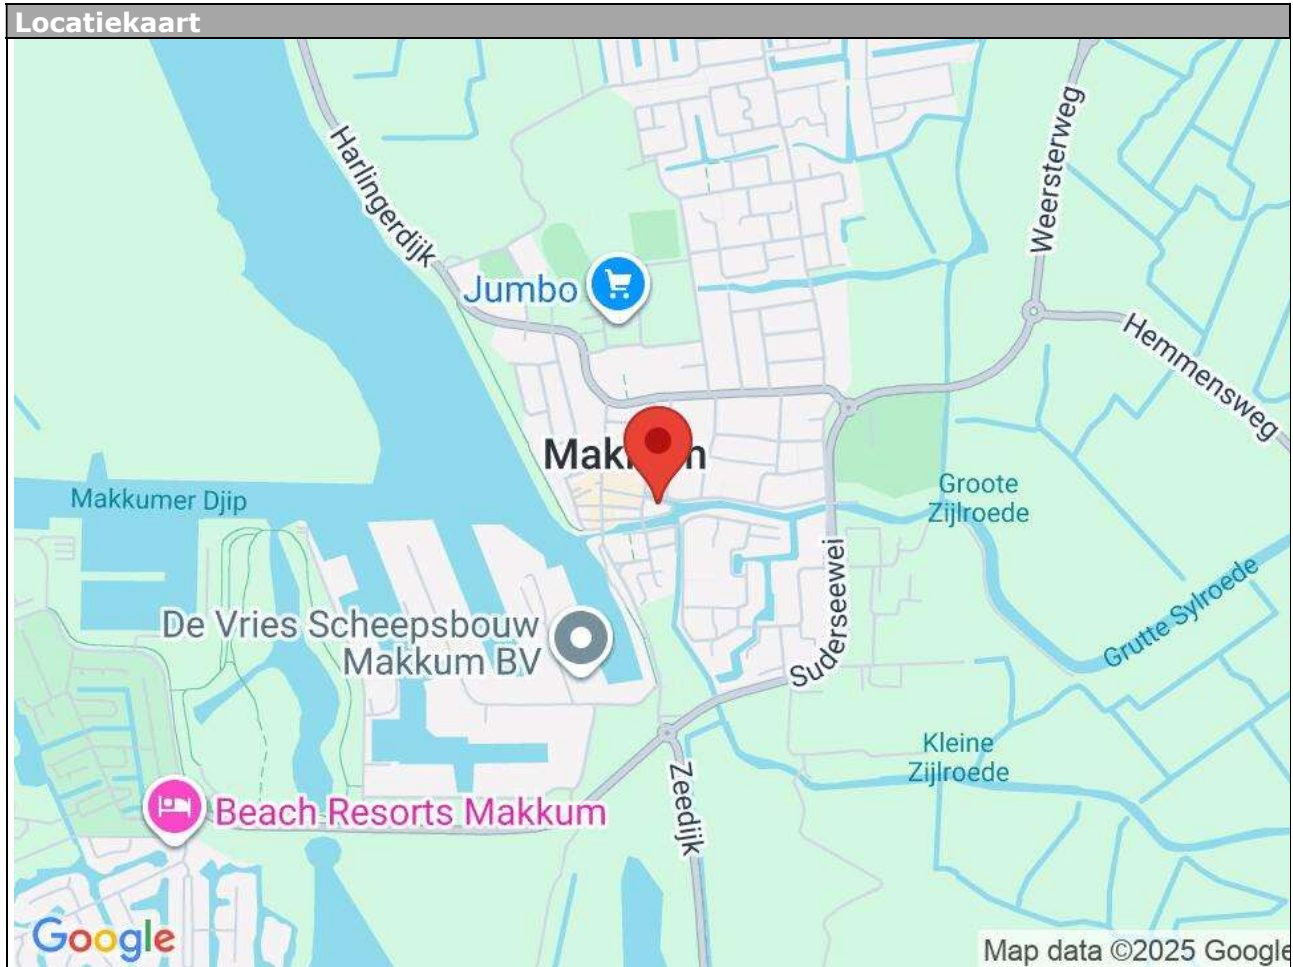 Locatiekaart
Harlingerdijk
Weersterweg
Jumbo
Hemmensweg
Makkum
Groote
Zijlroede
Makkumer Djip
Suderseewei
Grutte Sylroede
De Vries Scheepsbouw
Makkum BV
Kleine
Zijlroede
Zeedijk
Beach Resorts Makkum
Google
Map data ©2025 Google